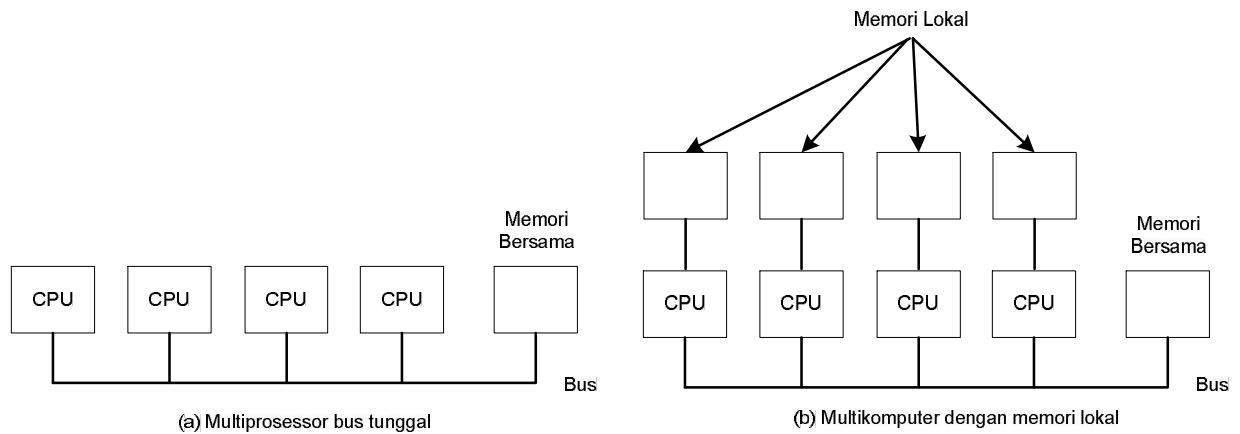 Memori Lokal
Memori
Bersama
CPU
CPU
CPU
CPU
Bus
(a) Multiprosessor bus tunggal
Memori
Bersama
CPU
CPU
CPU
CPU
Bus
(b) Multikomputer dengan memori lokal